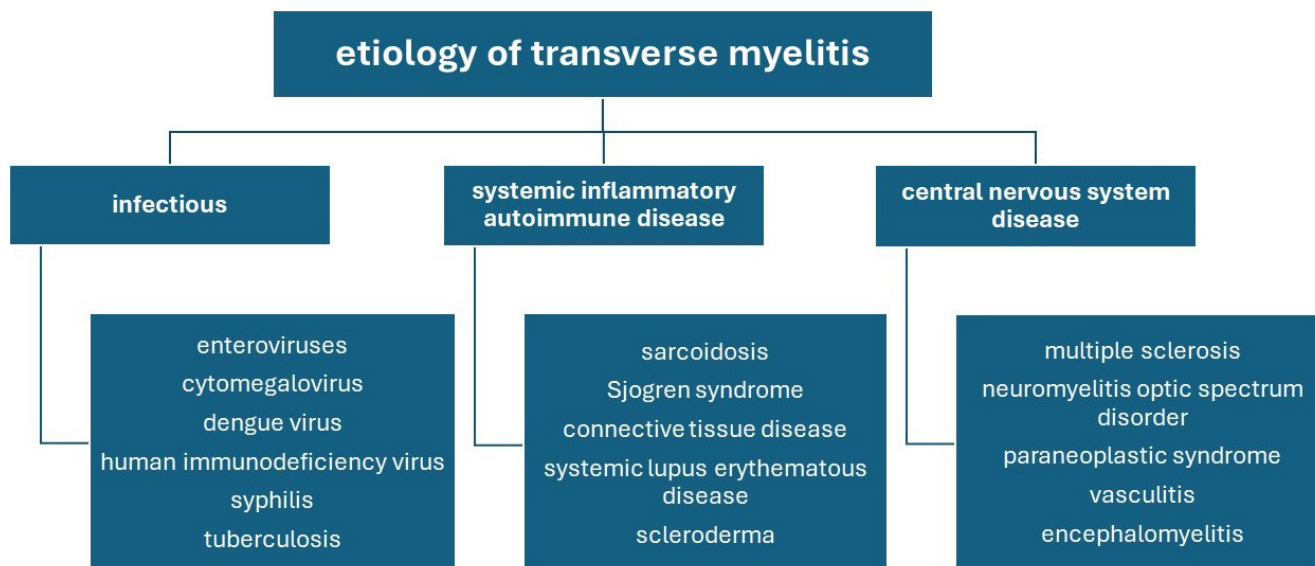 etiology of transverse myelitis
infectious
systemic inflammatory
autoimmune disease
central nervous system
disease
enteroviruses
cytomegalovirus
dengue virus
human immunodeficiency virus
syphilis
tuberculosis
sarcoidosis
Sjogren syndrome
connective tissue disease
systemic lupus erythematous
disease
scleroderma
multiple sclerosis
neuromyelitis optic spectrum
disorder
paraneoplastic syndrome
vasculitis
encephalomyelitis